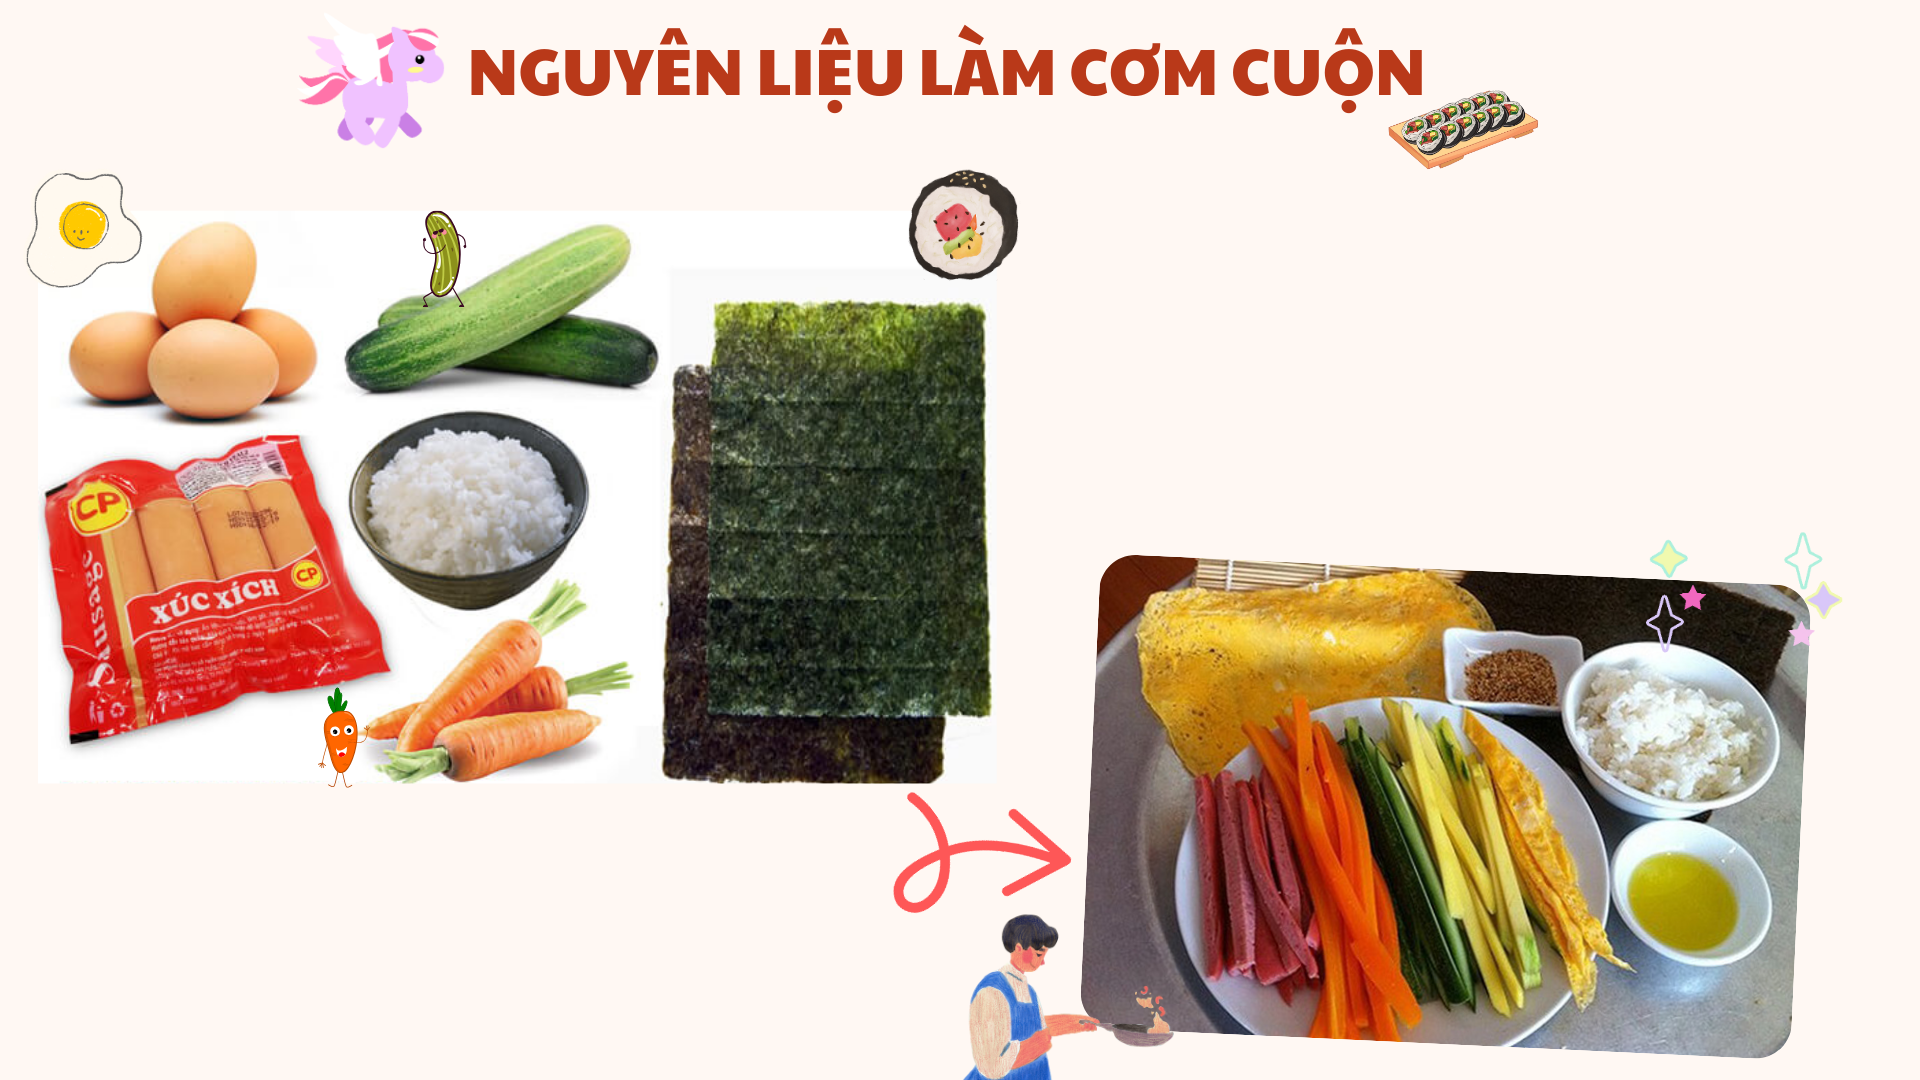 NGUYÊN LIỆU LÀM CƠM CUỘN
CP
Sausage
XÚC XÍCH
CP